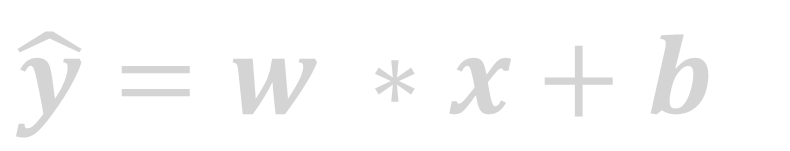 ŷ = w * x + b